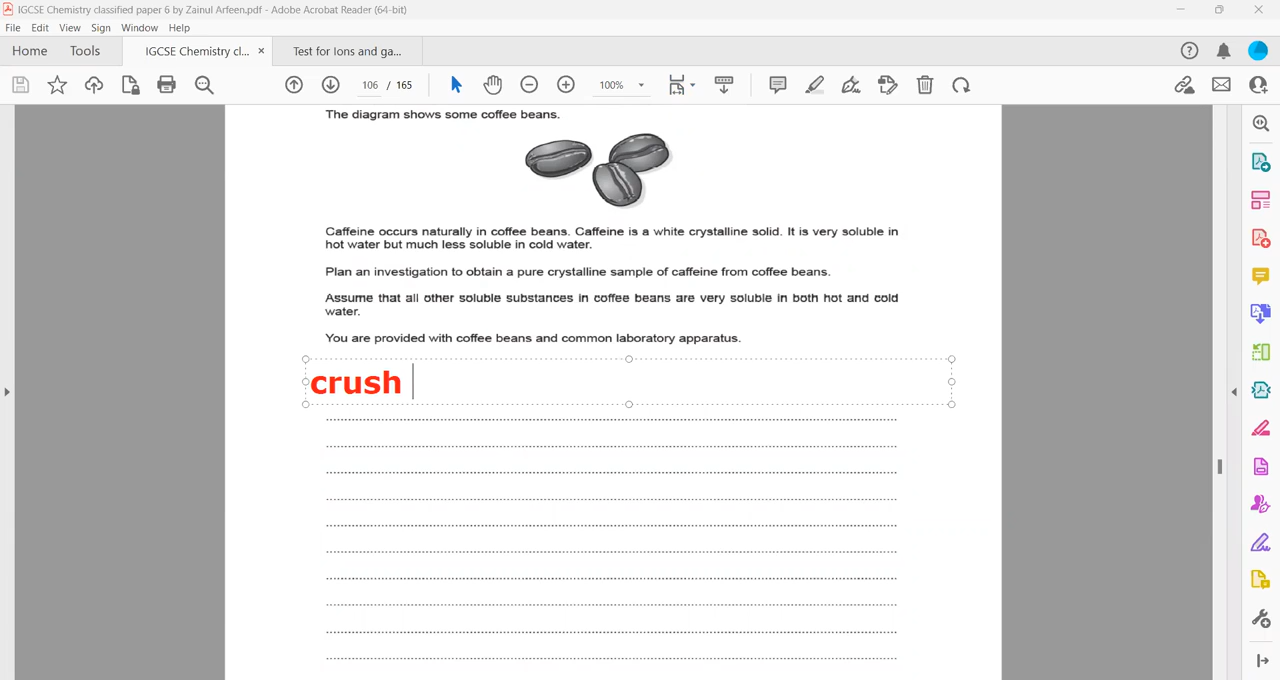 IGCSE Chemistry classified paper 6 by Zainul Arfeen.pdf - Adobe Acrobat Reader (64-bit)
File Edit View Sign Window Help
Home Tools IGCSE Chemistry cl... × Test for Ions and ga...
106 / 165 100%
The diagram shows some coffee beans.
Caffeine occurs naturally in coffee beans. Caffeine is a white crystalline solid. It is very soluble in
hot water but much less soluble in cold water.
Plan an investigation to obtain a pure crystalline sample of caffeine from coffee beans.
Assume that all other soluble substances in coffee beans are very soluble in both hot and cold
water.
You are provided with coffee beans and common laboratory apparatus.
crush